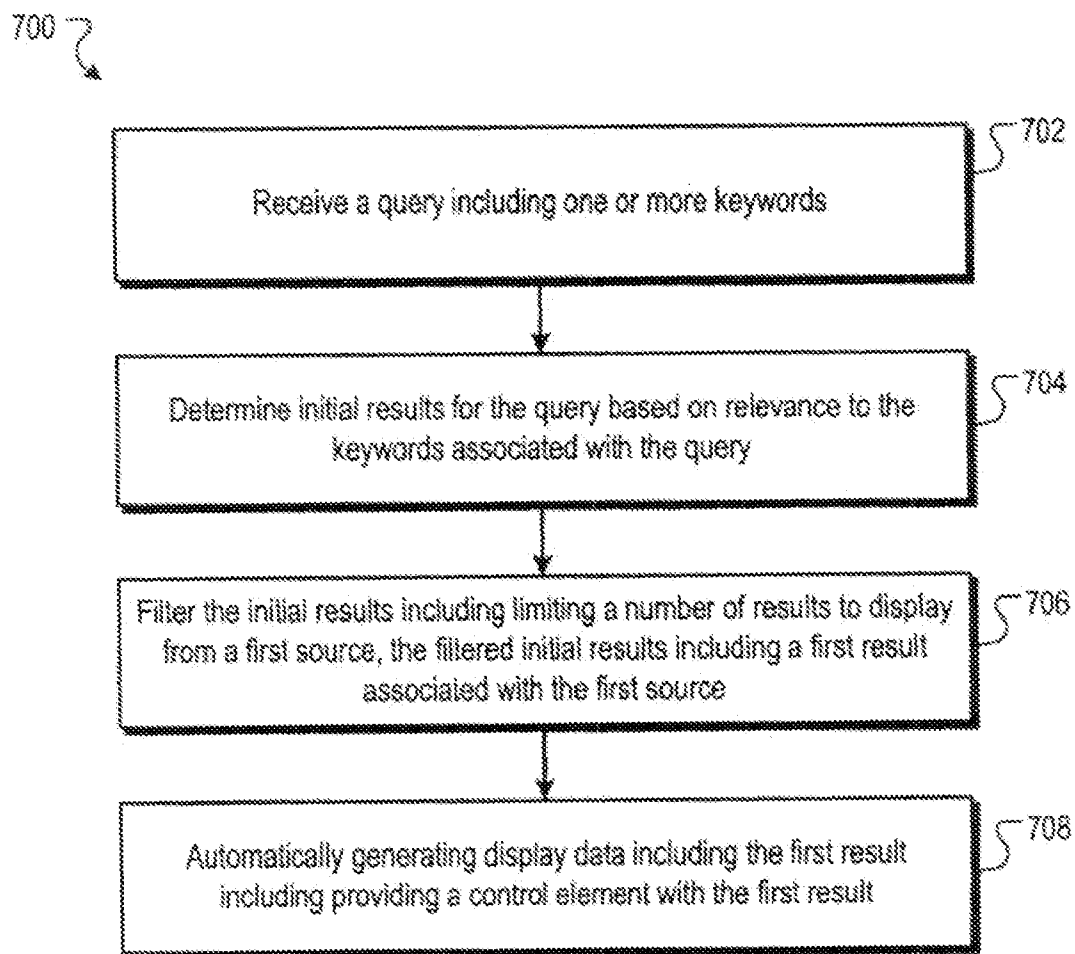 700
702
Receive a query including one or more keywords
704
Determine initial results for the query based on relevance to the
keywords associated with the query
Filter the initial results including limiting a number of results to display
706
from a first source, the filtered initial results including a first result
associated with the first source
708
Automatically generating display data including the first result
including providing a control element with the first result